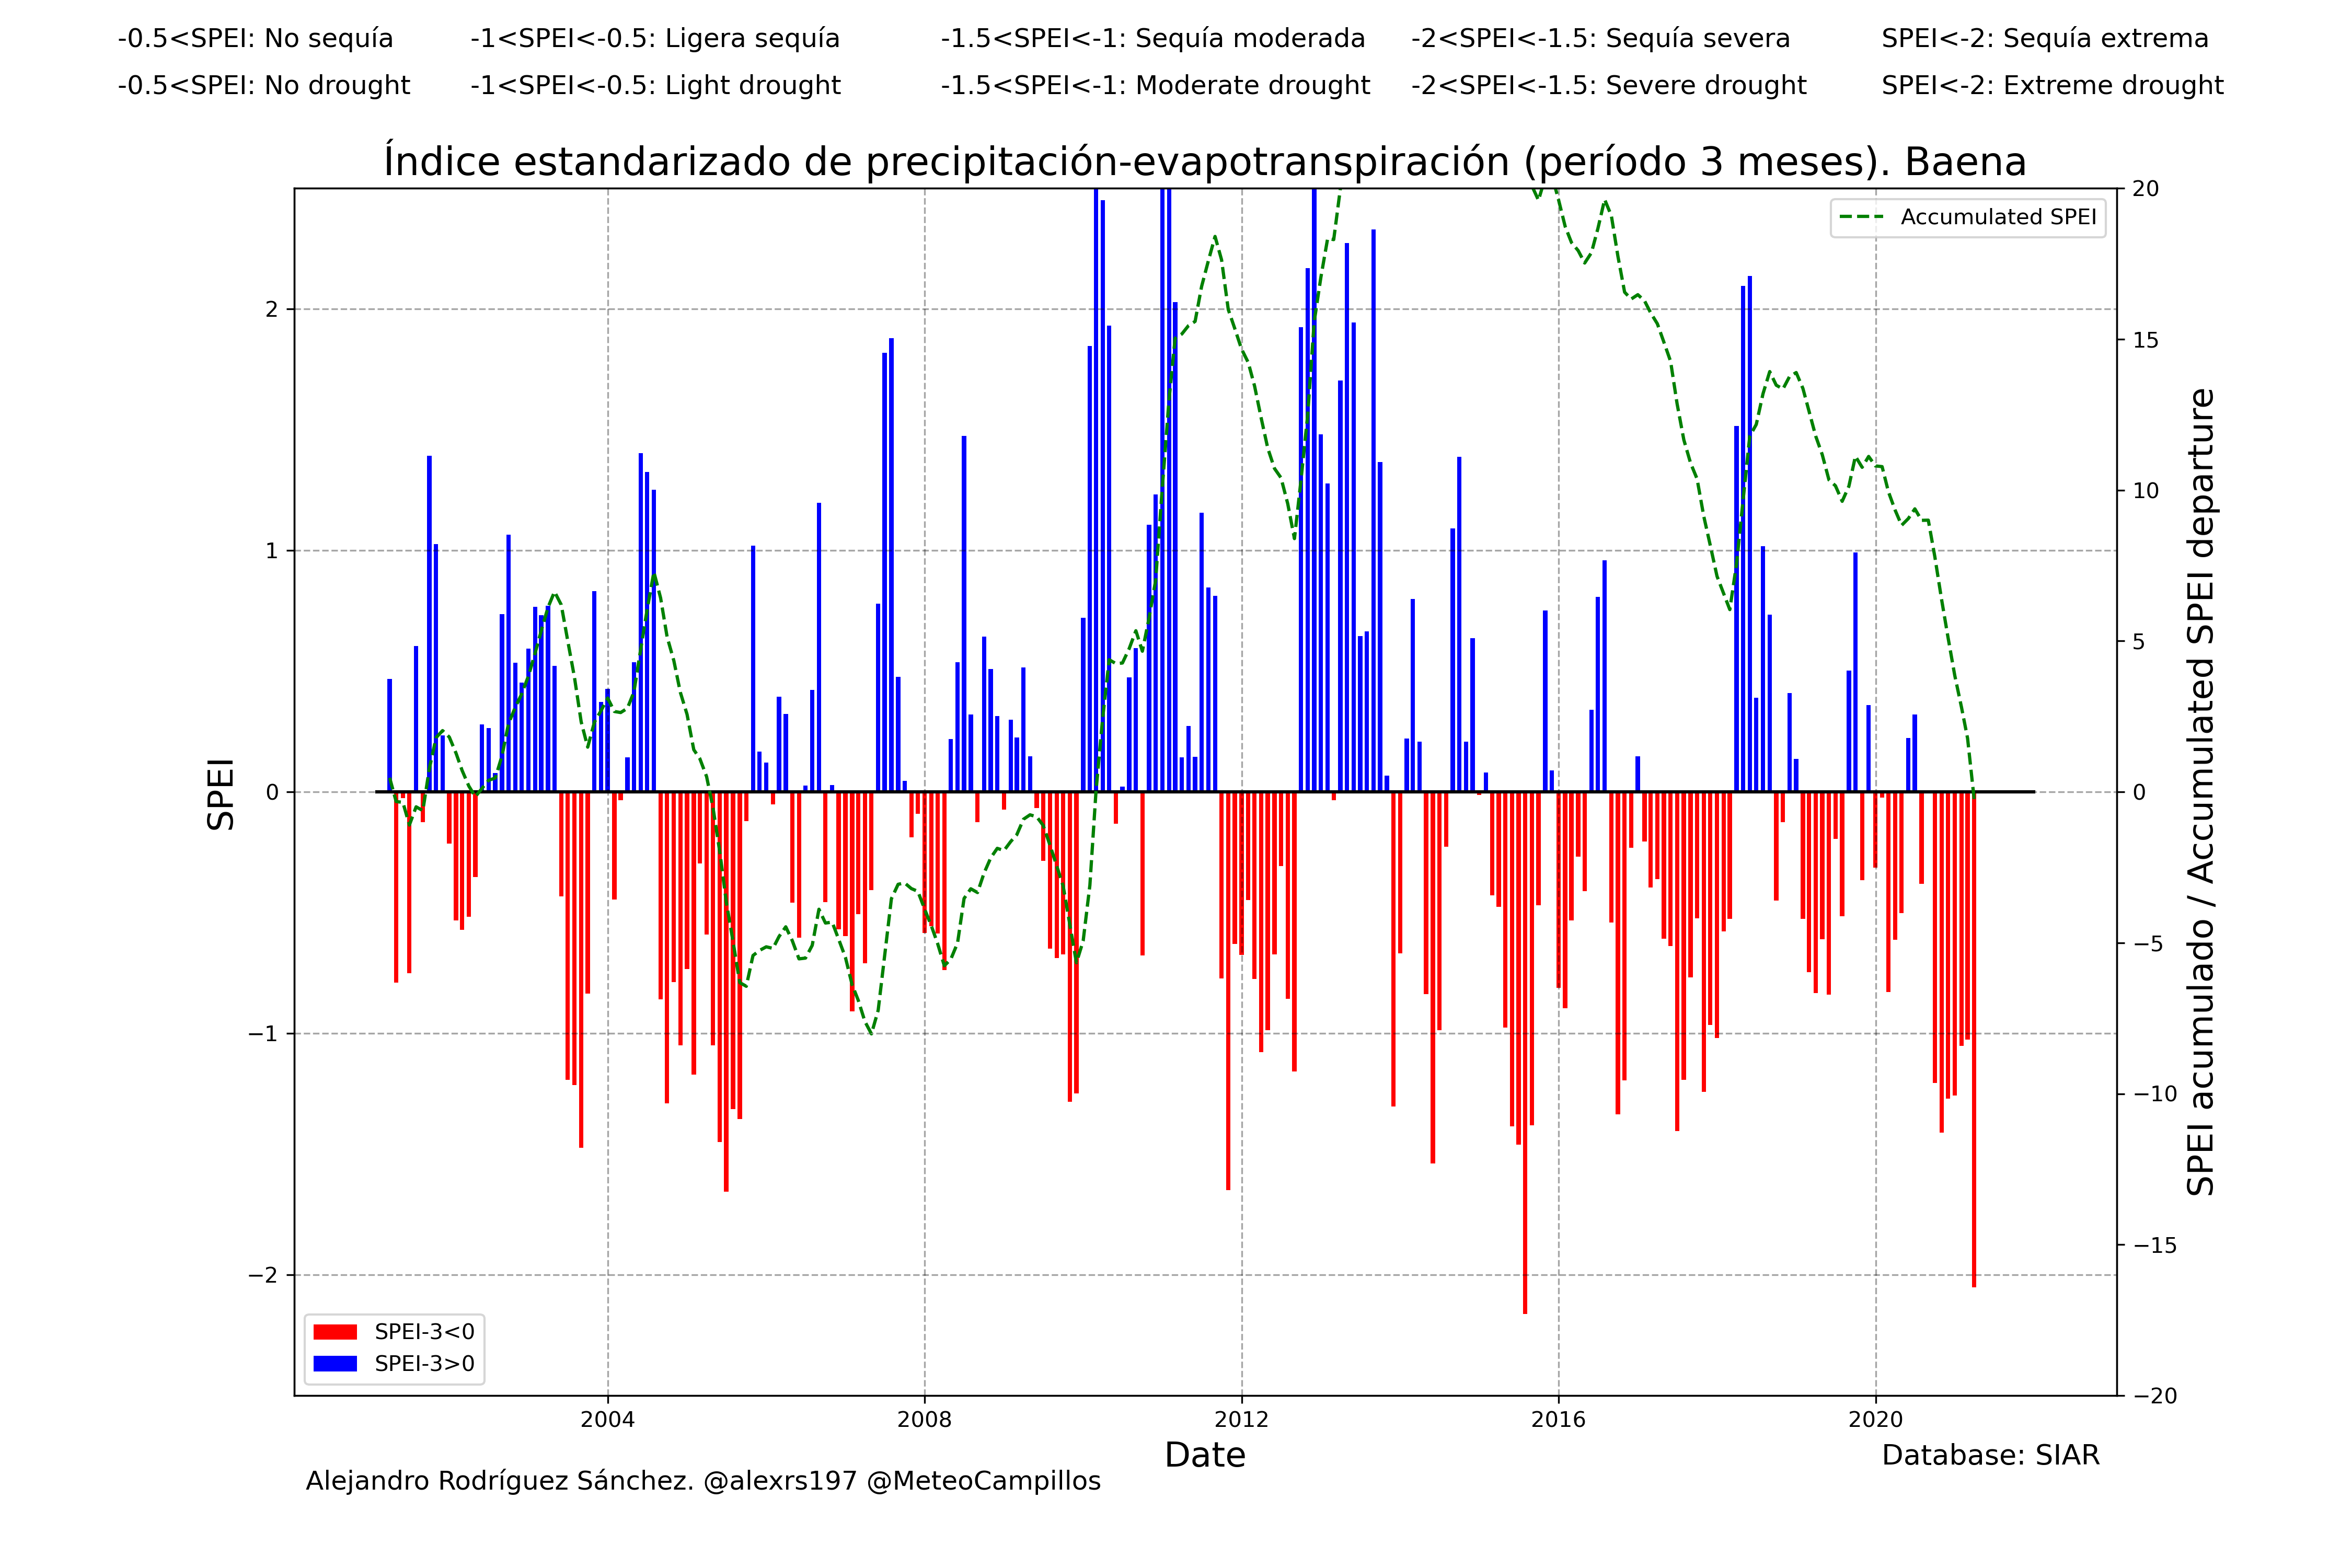 -0.5<SPEI: No sequía
-1<SPEI<-0.5: Ligera sequía
-1.5<SPEI<-1: Sequía moderada
-2<SPEI<-1.5: Sequía severa
SPEI<-2: Sequía extrema
-0.5<SPEI: No drought
-1<SPEI<-0.5: Light drought
-1.5<SPEI<-1: Moderate drought
-2<SPEI<-1.5: Severe drought
SPEI<-2: Extreme drought
Índice estandarizado de precipitación-evapotranspiración (período 3 meses). Baena
Accumulated SPEI
SPEI
2
1
0
−1
−2
20
15
10
5
0
−5
−10
−15
−20
SPEI acumulado / Accumulated SPEI departure
SPEI-3<0
SPEI-3>0
2004
2008
2012
2016
2020
Date
Database: SIAR
Alejandro Rodríguez Sánchez. @alexrs197 @MeteoCampillos